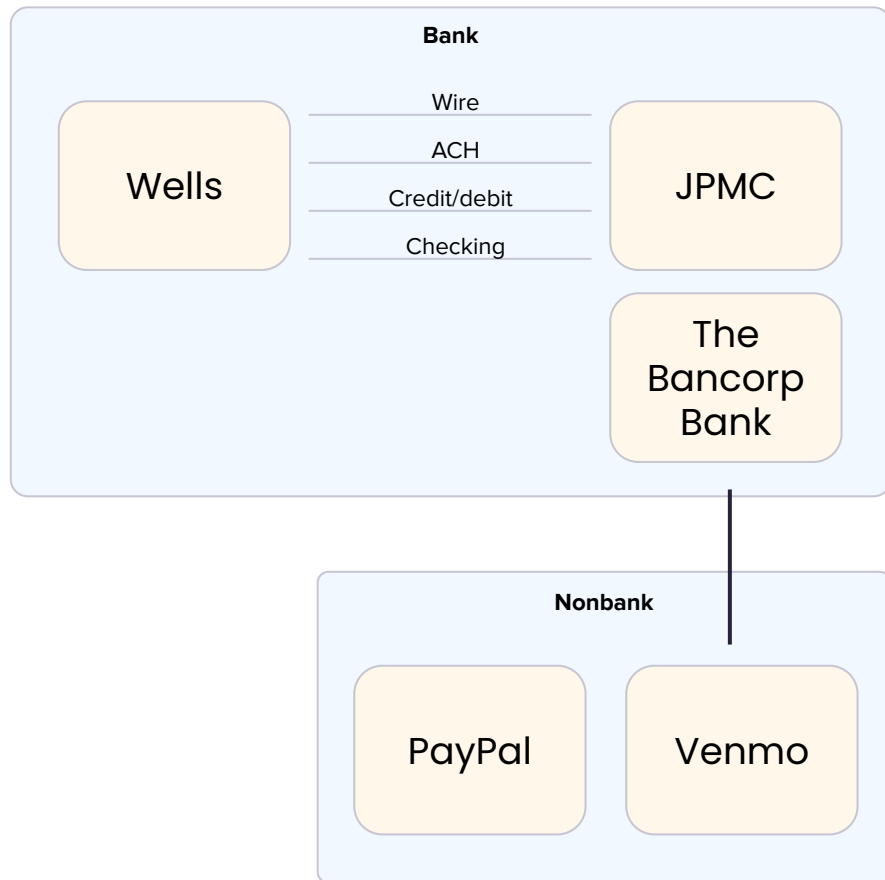 Bank
Wells
Wire
ACH
Credit/debit
Checking
JPMC
The
Bancorp
Bank
Nonbank
PayPal
Venmo